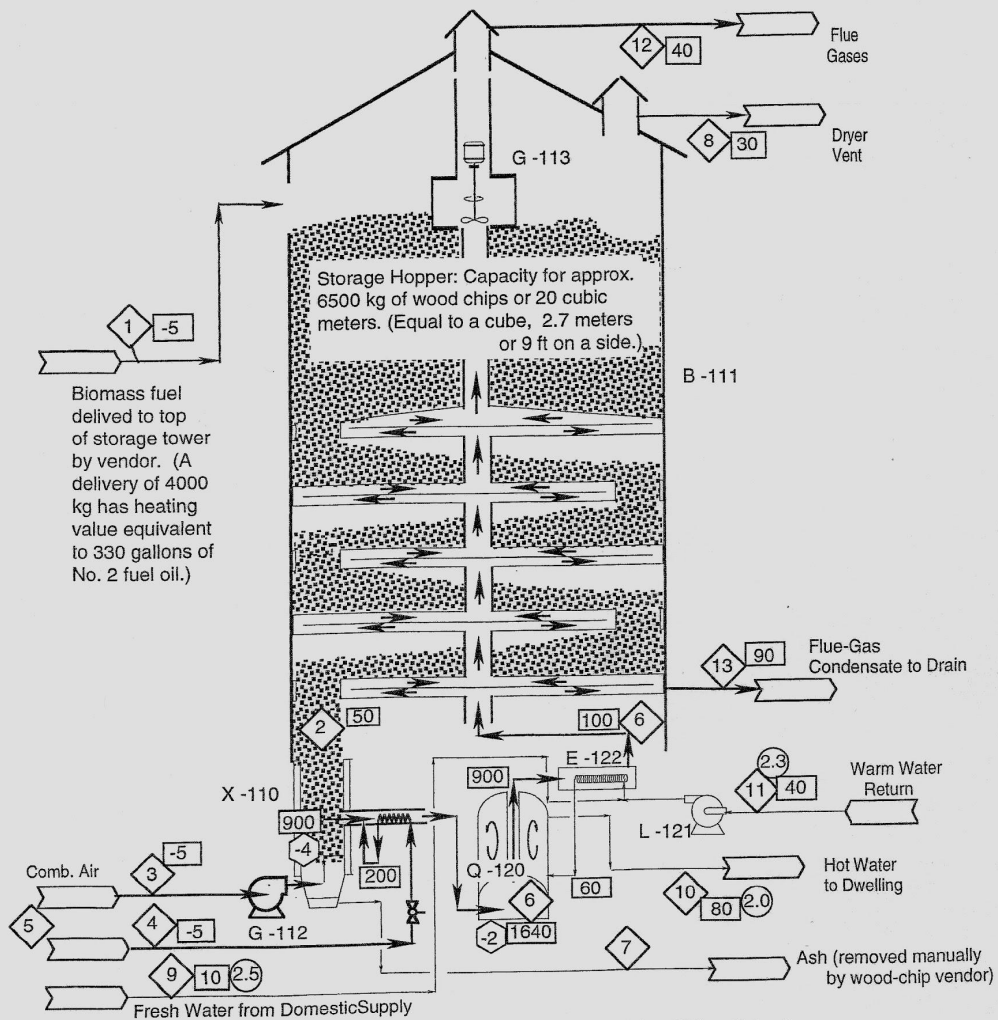 12
40
Flue
Gases
8
30
Dryer
Vent
G -113
Storage Hopper: Capacity for approx.
6500 kg of wood chips or 20 cubic
meters. (Equal to a cube, 2.7 meters
or 9 ft on a side.)
1
-5
B -111
Biomass fuel
delived to top
of storage tower
by vendor. (A
delivery of 4000
kg has heating
value equivalent
to 330 gallons of
No. 2 fuel oil.)
13
90
Flue-Gas
Condensate to Drain
2
50
100
6
E -122
900
2.3
11
40
Warm Water
Return
X -110
900
L -121
-4
200
Q -120
60
Hot Water
to Dwelling
Comb. Air
3
-5
6
10
80
2.0
5
4
-5
G -112
-2
1640
7
Ash (removed manually
by wood-chip vendor)
9
10
2.5
Fresh Water from DomesticSupply